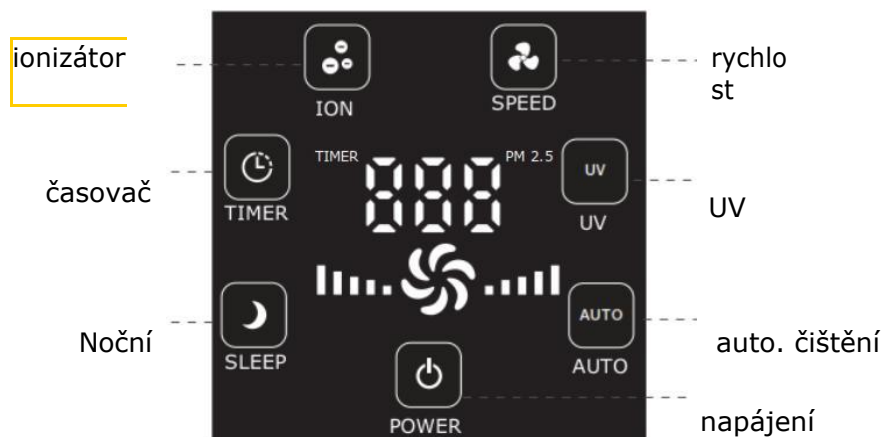 ionizátor
ION
SPEED
rychlo
st
časovač
TIMER
TIMER
888
PM 2.5
UV
UV
UV
Noční
SLEEP
AUTO
AUTO
auto. čištění
POWER
napájení